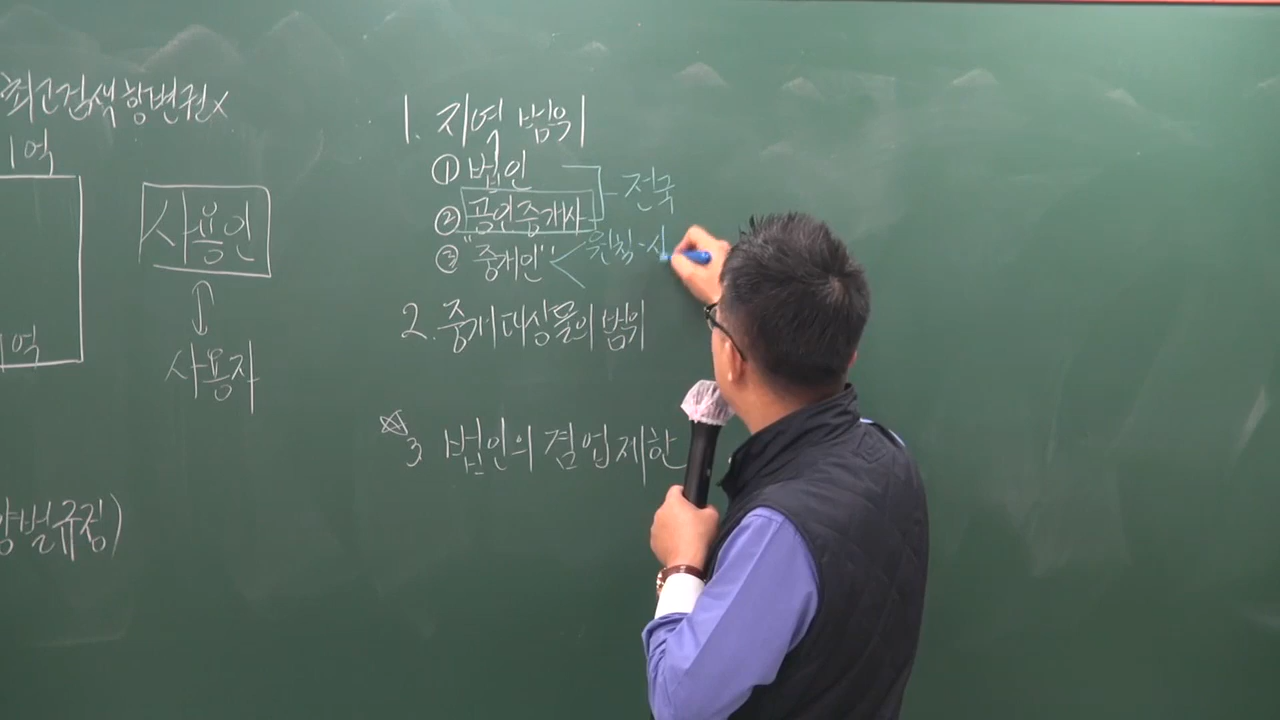 최고검색항변권X
1억
1억
사용인
사용자
양벌규정)
1. 지역 범위
① 법인
② 공인중개사
전국
③ "중개인" 원칙-시
2. 중개대상물의 범위
3 법인의 겸업제한